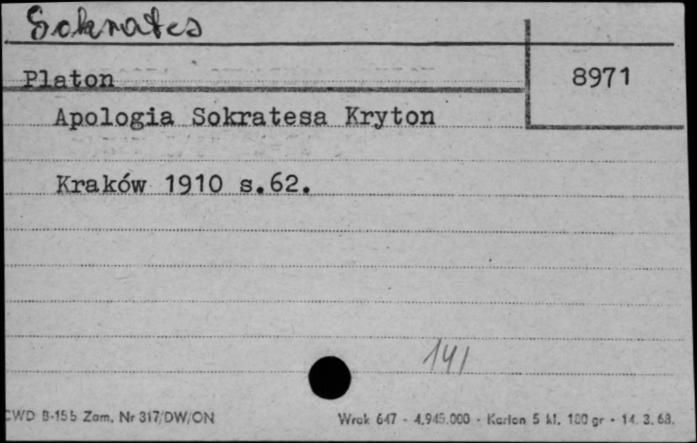 Sokrates
Platon
8971
Apologia Sokratesa Kryton
Kraków 1910 s.62.
141
CWD B-15b Zam. Nr 317/DW/ON
Wrok 647 - 4.945.000 - Karton 5 kl. 180 gr - 14. 3. 68.